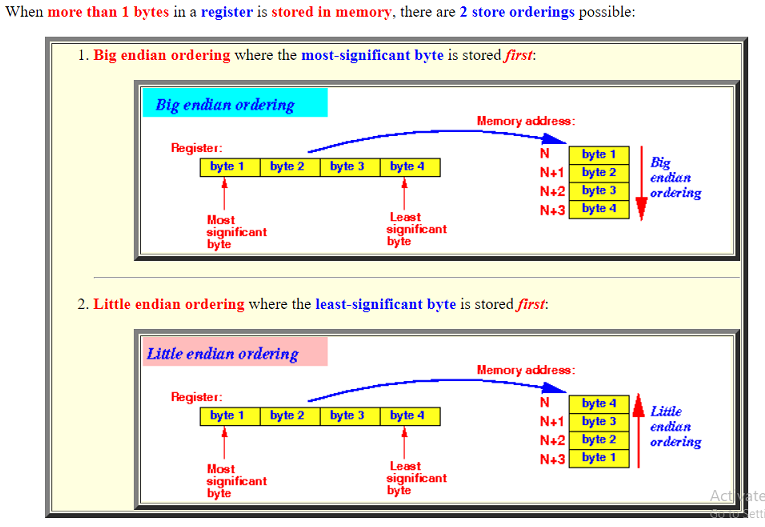 When more than 1 bytes in a register is stored in memory, there are 2 store orderings possible:
1. Big endian ordering where the most-significant byte is stored first:
Big endian ordering
Memory address:
Register:
byte 1 byte 2 byte 3 byte 4
N byte 1
N+1 byte 2
N+2 byte 3
N+3 byte 4
Big
endian
ordering
Most
significant
byte
Least
significant
byte
2. Little endian ordering where the least-significant byte is stored first:
Little endian ordering
Memory address:
Register:
byte 1 byte 2 byte 3 byte 4
N byte 4
N+1 byte 3
N+2 byte 2
N+3 byte 1
Little
endian
ordering
Most
significant
byte
Least
significant
byte
Activate
Go to Setti